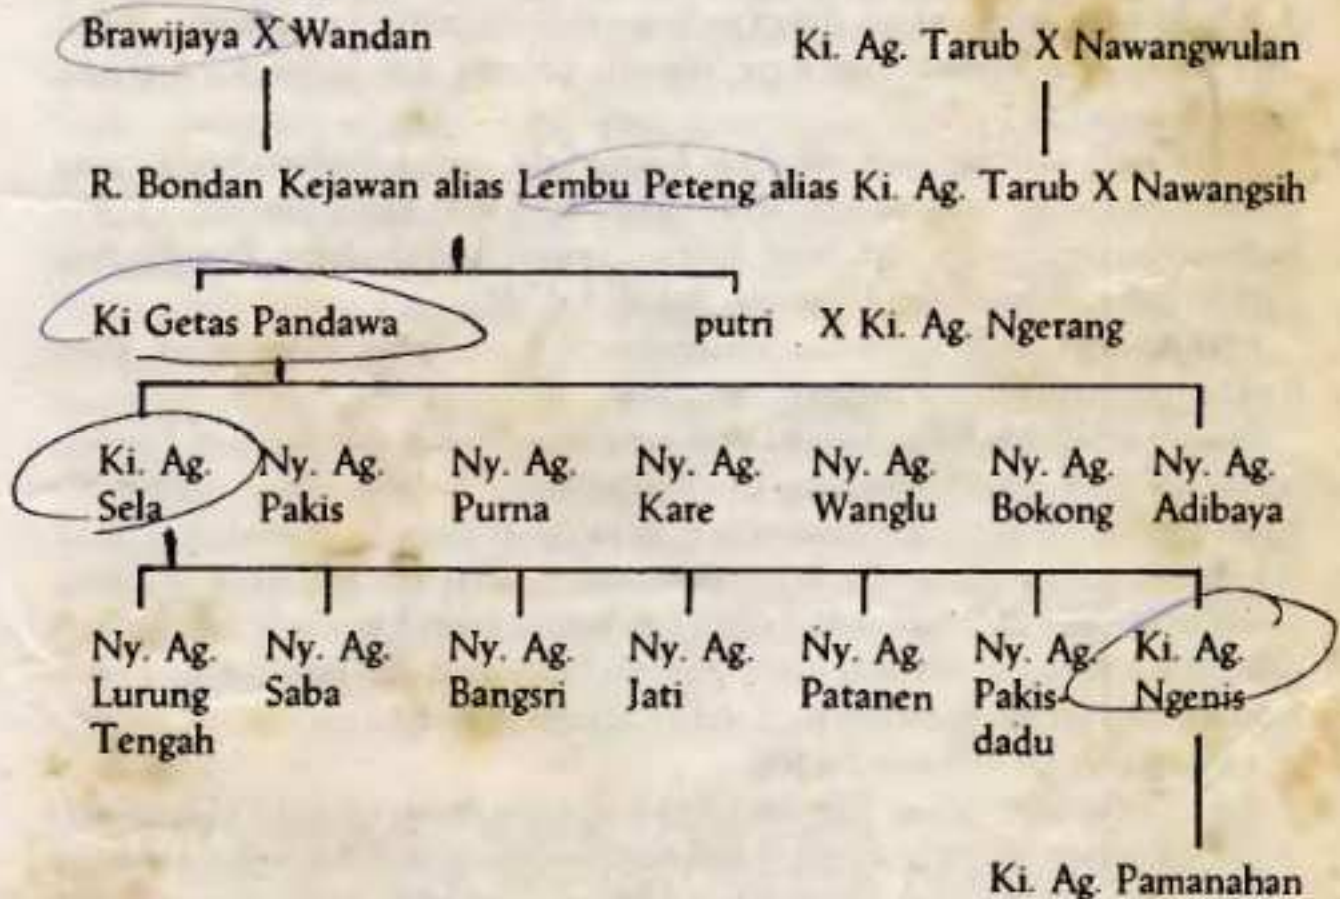 Brawijaya X Wandan
Ki. Ag. Tarub X Nawangwulan
R. Bondan Kejawan alias Lembu Peteng alias Ki. Ag. Tarub X Nawangsih
Ki Getas Pandawa
putri X Ki. Ag. Ngerang
Ki. Ag.
Sela
Ny. Ag.
Pakis
Ny. Ag.
Purna
Ny. Ag.
Kare
Ny. Ag.
Wanglu
Ny. Ag.
Bokong
Ny. Ag.
Adibaya
Ny. Ag.
Lurung
Tengah
Ny. Ag.
Saba
Ny. Ag.
Bangsri
Ny. Ag.
Jati
Ny. Ag.
Patanen
Ny. Ag.
Pakis-
dadu
Ki. Ag.
Ngenis
Ki. Ag. Pamanahan